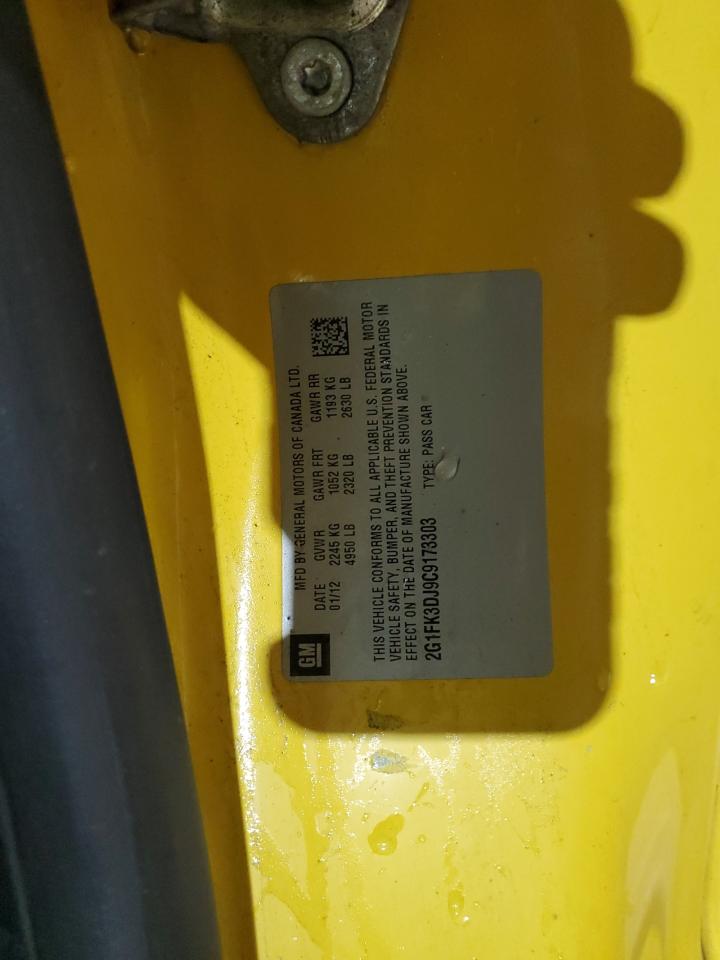 GM
MFD BY GENERAL MOTORS OF CANADA LTD.
DATE GVWR GAWR FRT GAWR RR
01/12 2245 KG 1052 KG 1193 KG
4950 LB 2320 LB 2630 LB
THIS VEHICLE CONFORMS TO ALL APPLICABLE U.S. FEDERAL MOTOR
VEHICLE SAFETY, BUMPER, AND THEFT PREVENTION STANDARDS IN
EFFECT ON THE DATE OF MANUFACTURE SHOWN ABOVE.
2G1FK3DJ9C9173303 TYPE: PASS CAR